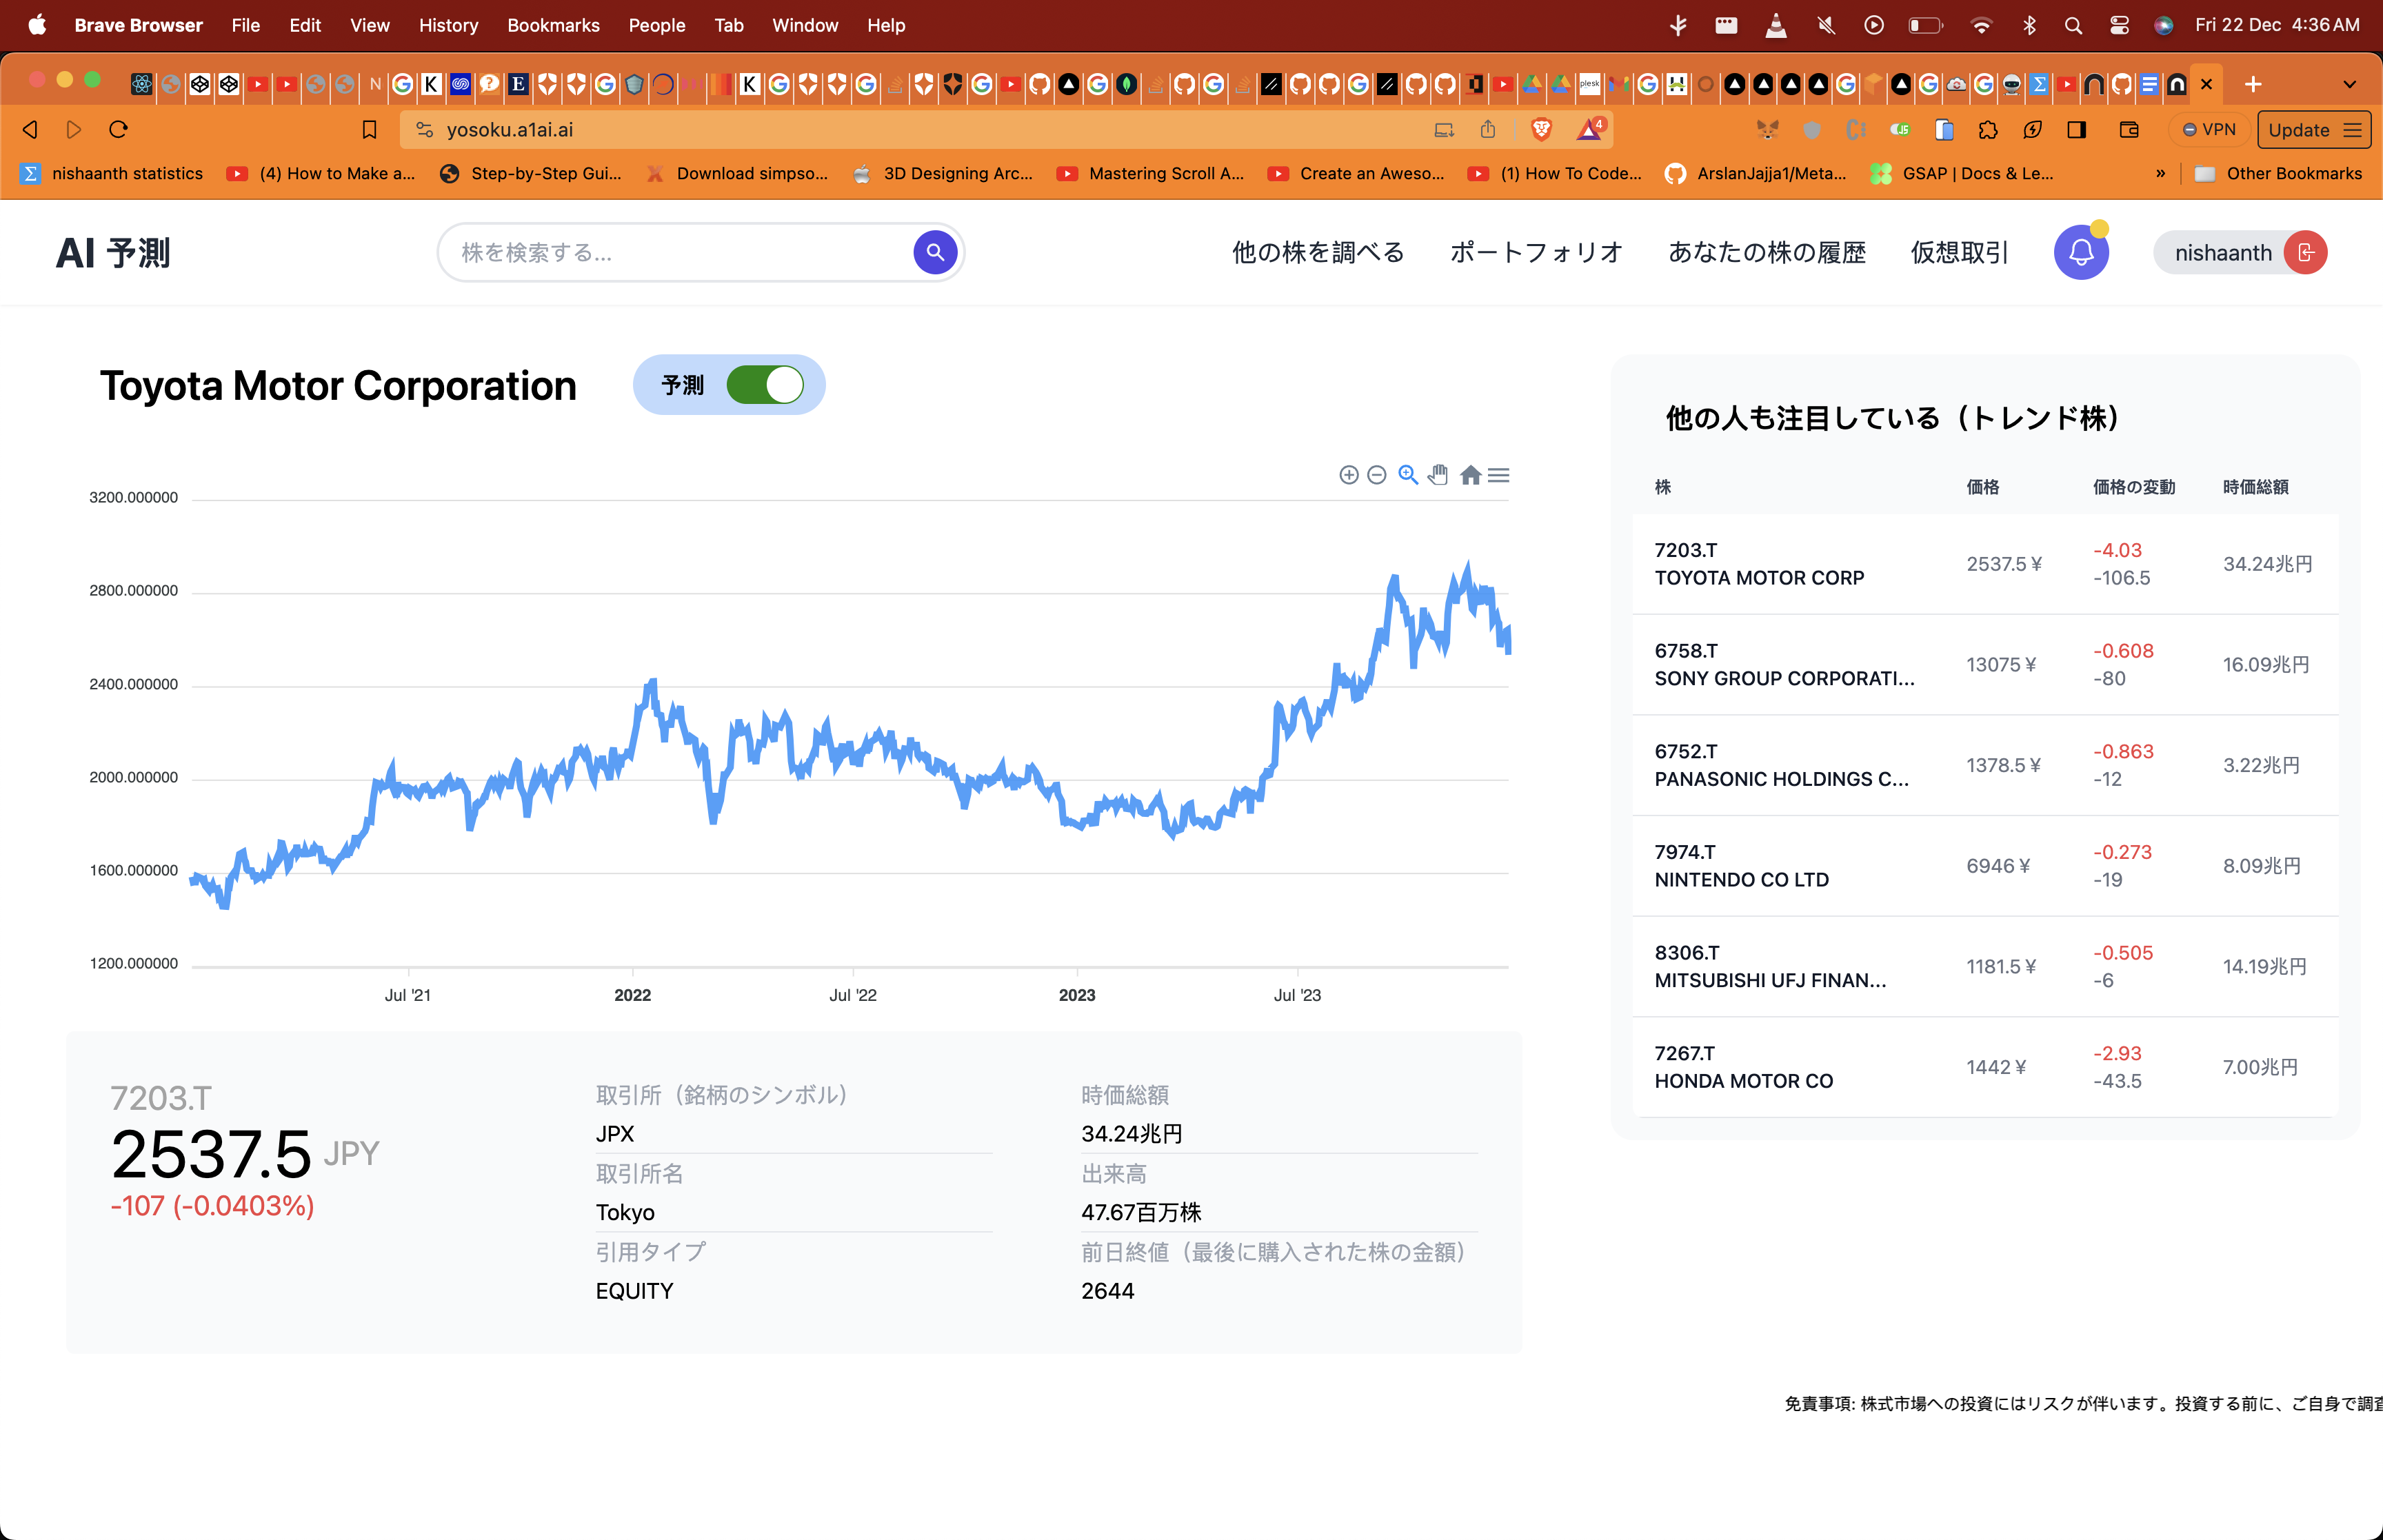 Brave Browser File Edit View History Bookmarks People Tab Window Help Fri 22 Dec 4:36 AM
yosoku.a1ai.ai 4 VPN Update
nishaanth statistics (4) How to Make a... Step-by-Step Gui... Download simpso... 3D Designing Arc... Mastering Scroll A... Create an Aweso... (1) How To Code... ArslanJajja1/Meta... GSAP | Docs & Le... » Other Bookmarks
AI 予測 株を検索する... 他の株を調べる ポートフォリオ あなたの株の履歴 仮想取引 nishaanth
Toyota Motor Corporation 予測
3200.000000
2800.000000
2400.000000
2000.000000
1600.000000
1200.000000
Jul '21 2022 Jul '22 2023 Jul '23
7203.T
2537.5 JPY
-107 (-0.0403%)
取引所（銘柄のシンボル）
JPX
取引所名
Tokyo
引用タイプ
EQUITY
時価総額
34.24兆円
出来高
47.67百万株
前日終値（最後に購入された株の金額）
2644
他の人も注目している（トレンド株）
株 価格 価格の変動 時価総額
7203.T
TOYOTA MOTOR CORP 2537.5 ¥ -4.03 -106.5 34.24兆円
6758.T
SONY GROUP CORPORATI... 13075 ¥ -0.608 -80 16.09兆円
6752.T
PANASONIC HOLDINGS C... 1378.5 ¥ -0.863 -12 3.22兆円
7974.T
NINTENDO CO LTD 6946 ¥ -0.273 -19 8.09兆円
8306.T
MITSUBISHI UFJ FINAN... 1181.5 ¥ -0.505 -6 14.19兆円
7267.T
HONDA MOTOR CO 1442 ¥ -2.93 -43.5 7.00兆円
免責事項: 株式市場への投資にはリスクが伴います。投資する前に、ご自身で調査